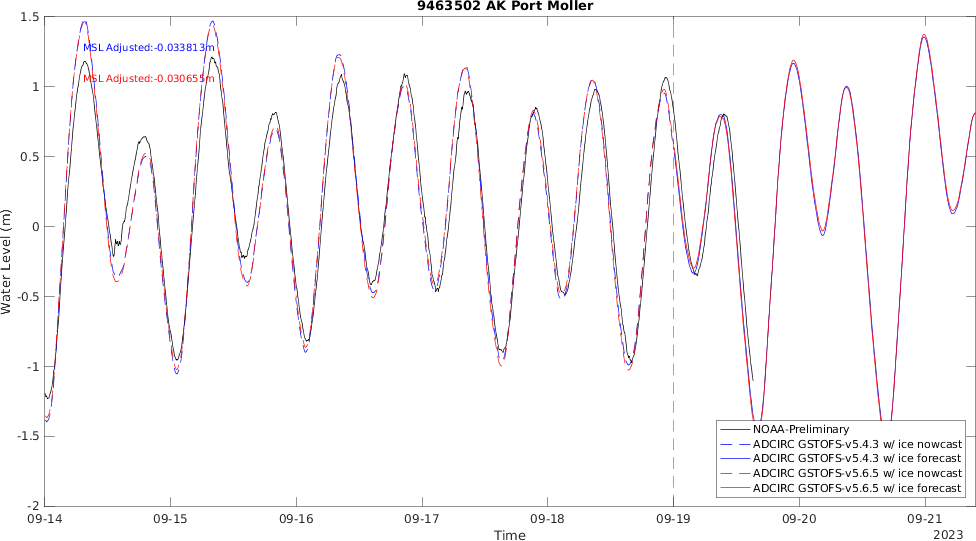 9463502 AK Port Moller
1.5
1
0.5
0
-0.5
-1
-1.5
-2
Water Level (m)
MSL Adjusted:-0.033813m
MSL Adjusted:-0.030655m
NOAA-Preliminary
ADCIRC GSTOFS-v5.4.3 w/ ice nowcast
ADCIRC GSTOFS-v5.4.3 w/ ice forecast
ADCIRC GSTOFS-v5.6.5 w/ ice nowcast
ADCIRC GSTOFS-v5.6.5 w/ ice forecast
09-14 09-15 09-16 09-17 09-18 09-19 09-20 09-21
Time
2023